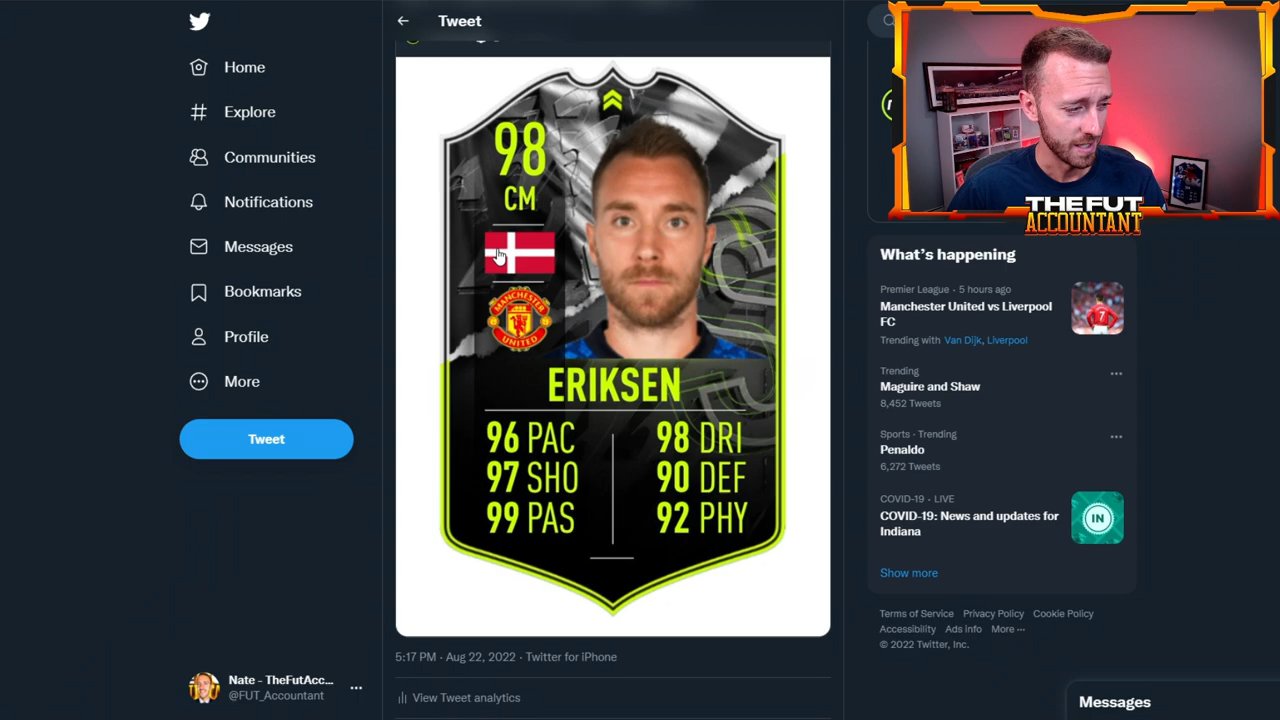 Home
Explore
Communities
Notifications
Messages
Bookmarks
Profile
More
Tweet
Nate - TheFutAcc...
@FUT_Accountant
Tweet
98
CM
MANCHESTER
UNITED
ERIKSEN
96 PAC
97 SHO
99 PAS
98 DRI
90 DEF
92 PHY
5:17 PM · Aug 22, 2022 · Twitter for iPhone
View Tweet analytics
THE FUT
ACCOUNTANT
What's happening
Premier League · 5 hours ago
Manchester United vs Liverpool
FC
Trending with Van Dijk, Liverpool
7
Trending
Maguire and Shaw
8,452 Tweets
Sports · Trending
Penaldo
6,272 Tweets
COVID-19 · LIVE
COVID-19: News and updates for
Indiana
IN
Show more
Terms of Service Privacy Policy Cookie Policy
Accessibility Ads info More ···
© 2022 Twitter, Inc.
Messages